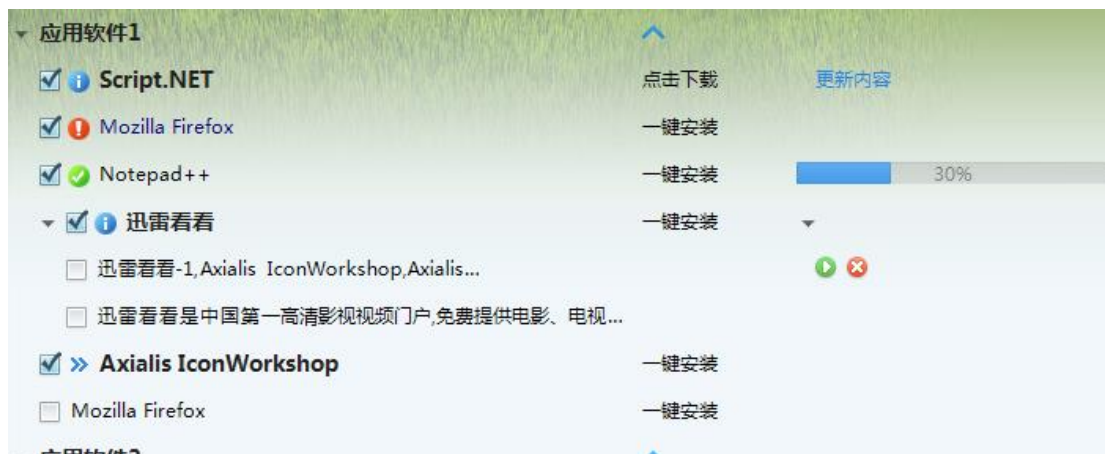 应用软件1
Script.NET 点击下载 更新内容
Mozilla Firefox 一键安装
Notepad++ 一键安装 30%
迅雷看看 一键安装
迅雷看看-1,Axialis IconWorkshop,Axialis...
迅雷看看是中国第一高清影视视频门户,免费提供电影、电视...
Axialis IconWorkshop 一键安装
Mozilla Firefox 一键安装